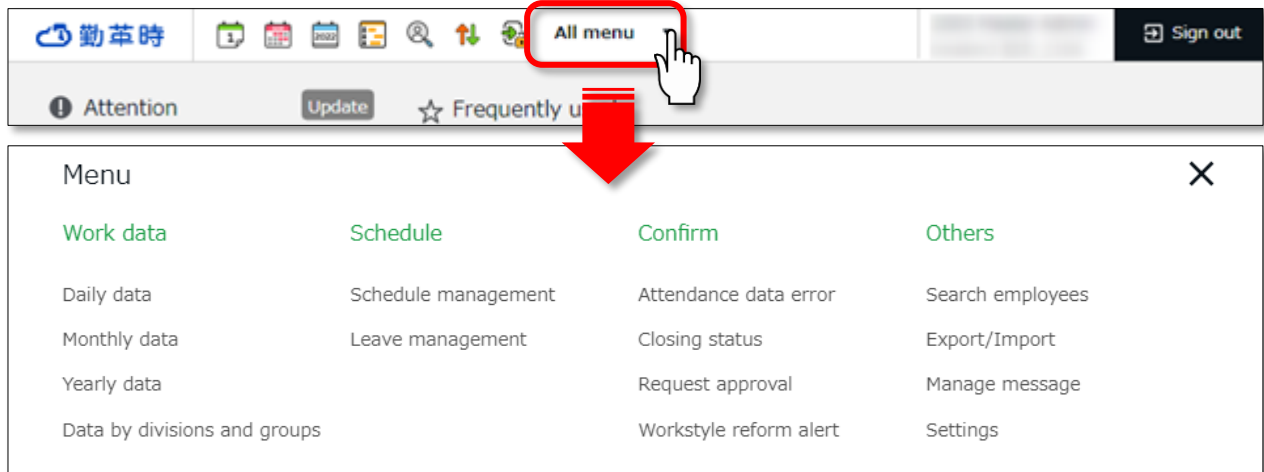 勤革時 1 2022 All menu Sign out
Attention Update Frequently u
Menu
Work data Schedule Confirm Others
Daily data Schedule management Attendance data error Search employees
Monthly data Leave management Closing status Export/Import
Yearly data Request approval Manage message
Data by divisions and groups Workstyle reform alert Settings